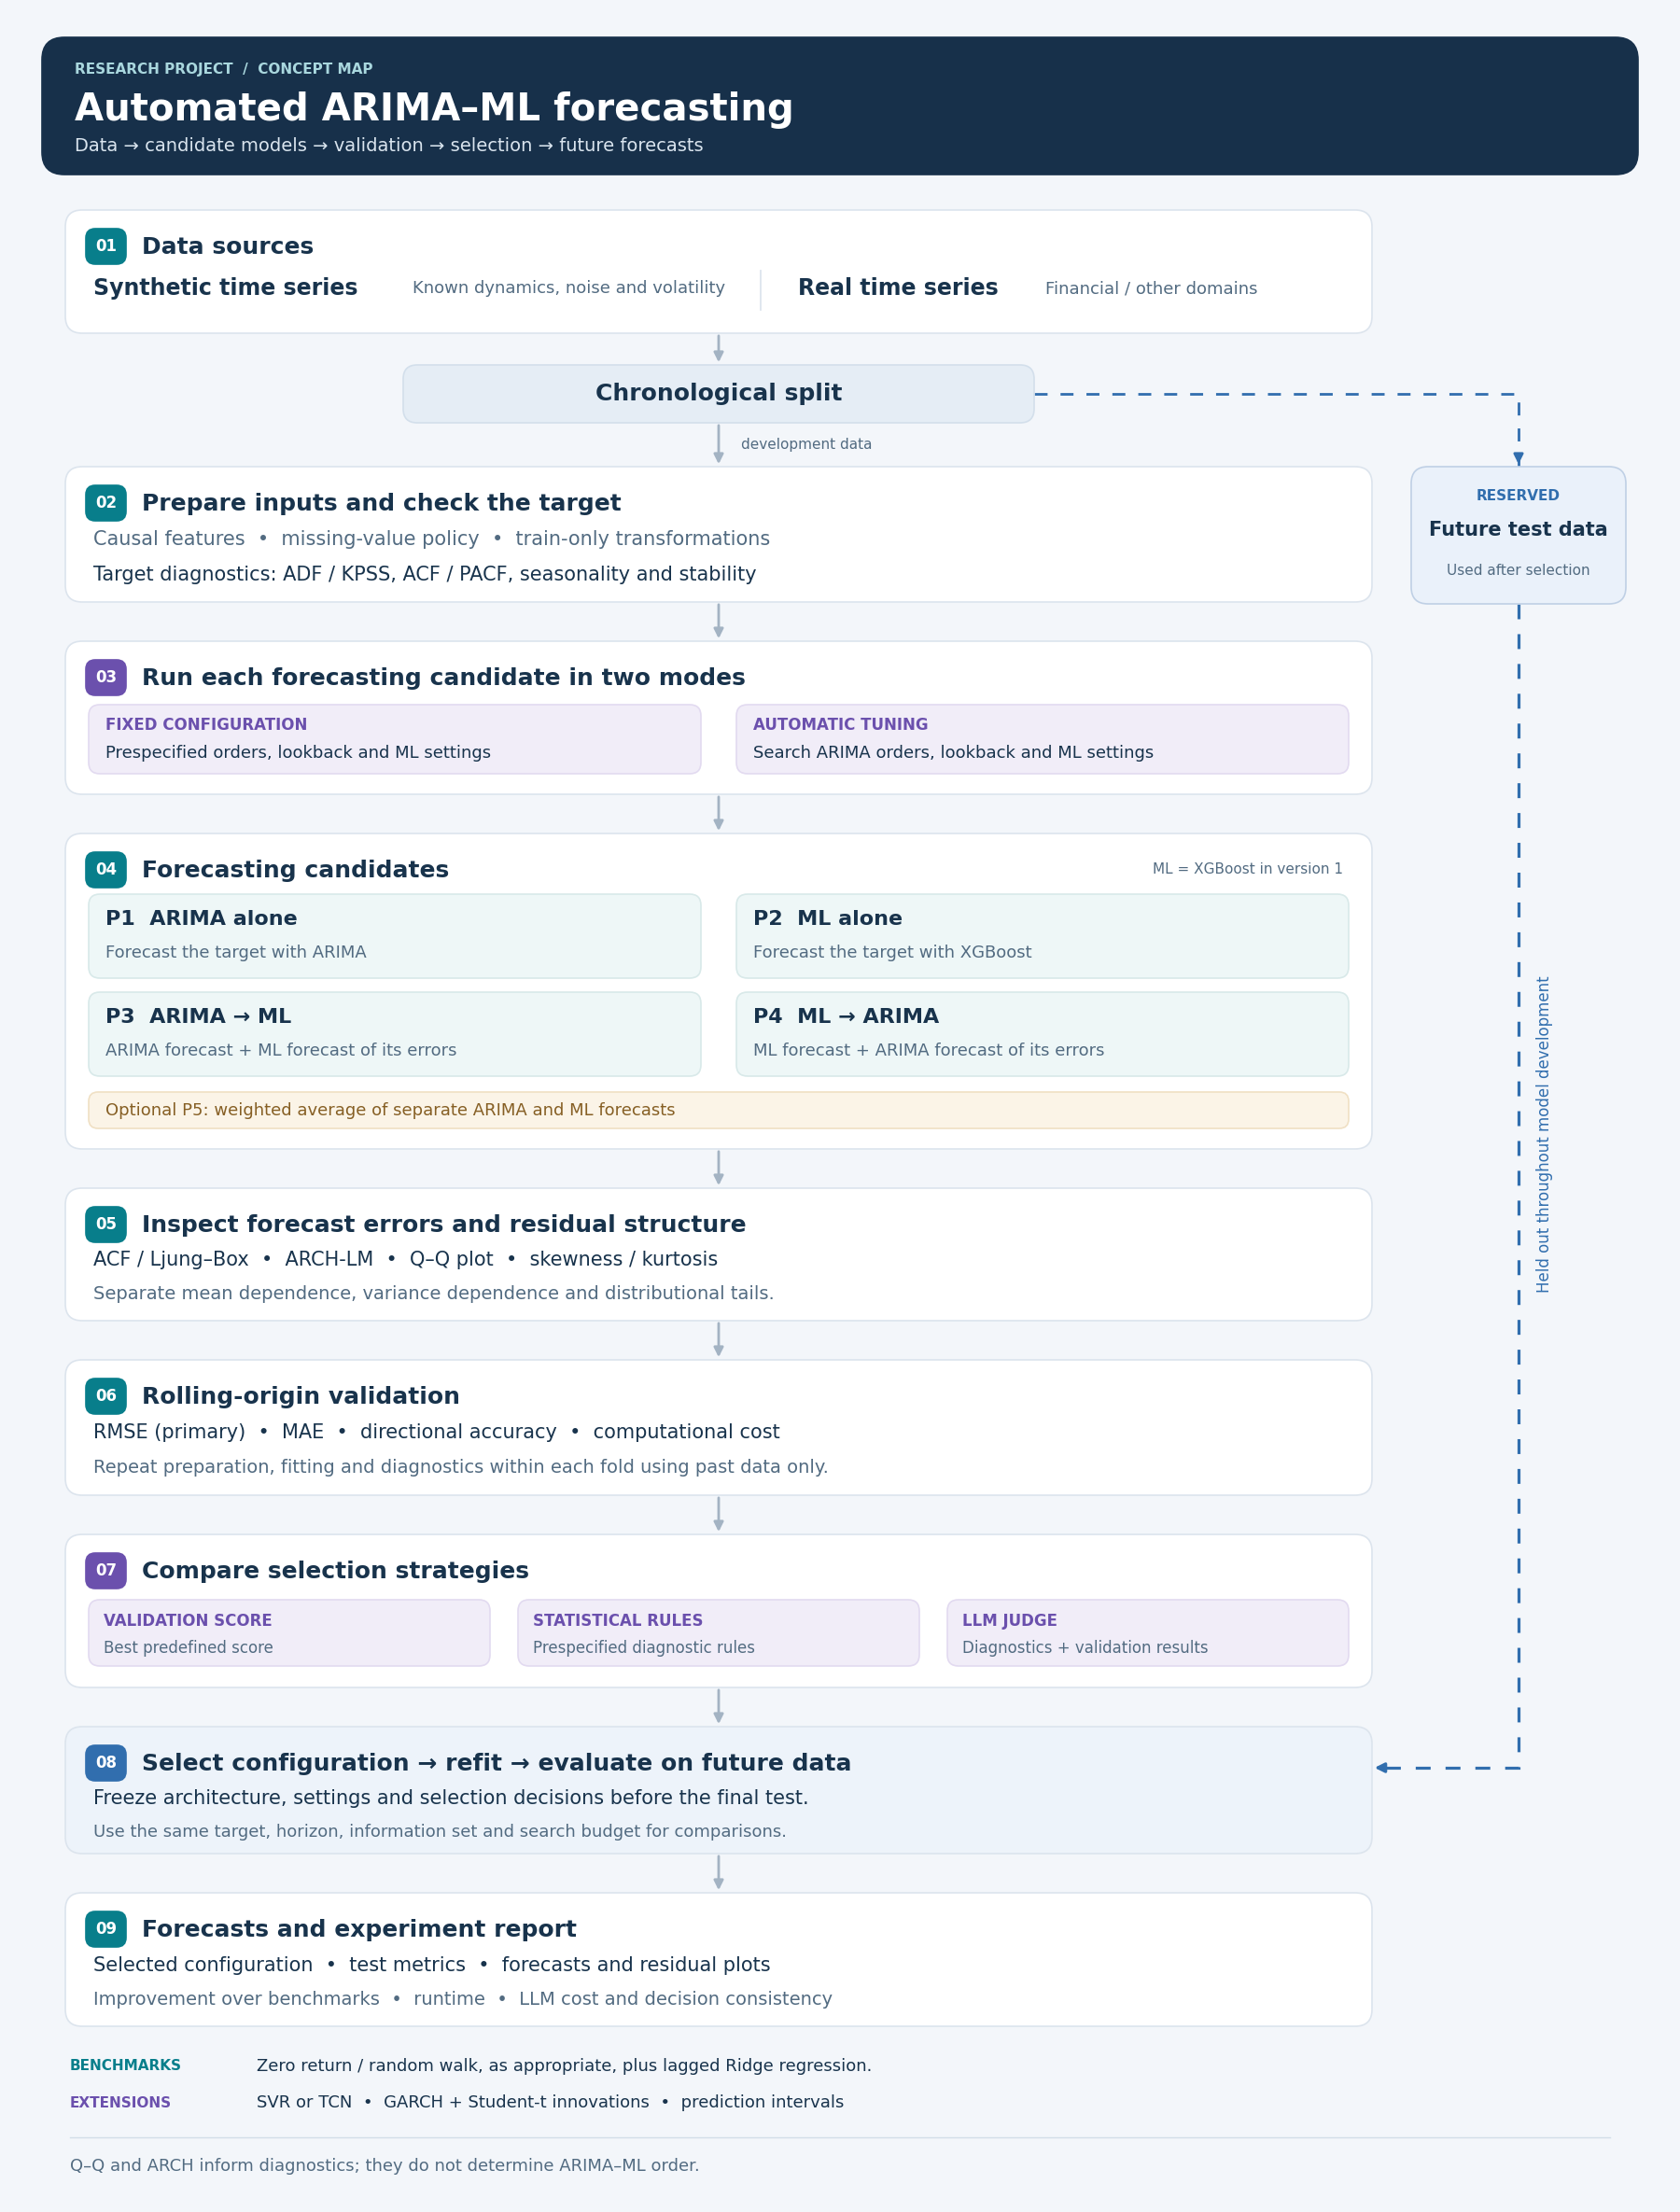 RESEARCH PROJECT / CONCEPT MAP
Automated ARIMA–ML forecasting
Data → candidate models → validation → selection → future forecasts
01 Data sources
Synthetic time series Known dynamics, noise and volatility Real time series Financial / other domains
Chronological split
development data
02 Prepare inputs and check the target
Causal features • missing-value policy • train-only transformations
Target diagnostics: ADF / KPSS, ACF / PACF, seasonality and stability
RESERVED
Future test data
Used after selection
03 Run each forecasting candidate in two modes
FIXED CONFIGURATION
Prespecified orders, lookback and ML settings
AUTOMATIC TUNING
Search ARIMA orders, lookback and ML settings
04 Forecasting candidates
ML = XGBoost in version 1
P1 ARIMA alone
Forecast the target with ARIMA
P2 ML alone
Forecast the target with XGBoost
P3 ARIMA → ML
ARIMA forecast + ML forecast of its errors
P4 ML → ARIMA
ML forecast + ARIMA forecast of its errors
Optional P5: weighted average of separate ARIMA and ML forecasts
Held out throughout model development
05 Inspect forecast errors and residual structure
ACF / Ljung–Box • ARCH-LM • Q–Q plot • skewness / kurtosis
Separate mean dependence, variance dependence and distributional tails.
06 Rolling-origin validation
RMSE (primary) • MAE • directional accuracy • computational cost
Repeat preparation, fitting and diagnostics within each fold using past data only.
07 Compare selection strategies
VALIDATION SCORE
Best predefined score
STATISTICAL RULES
Prespecified diagnostic rules
LLM JUDGE
Diagnostics + validation results
08 Select configuration → refit → evaluate on future data
Freeze architecture, settings and selection decisions before the final test.
Use the same target, horizon, information set and search budget for comparisons.
09 Forecasts and experiment report
Selected configuration • test metrics • forecasts and residual plots
Improvement over benchmarks • runtime • LLM cost and decision consistency
BENCHMARKS Zero return / random walk, as appropriate, plus lagged Ridge regression.
EXTENSIONS SVR or TCN • GARCH + Student-t innovations • prediction intervals
Q–Q and ARCH inform diagnostics; they do not determine ARIMA–ML order.